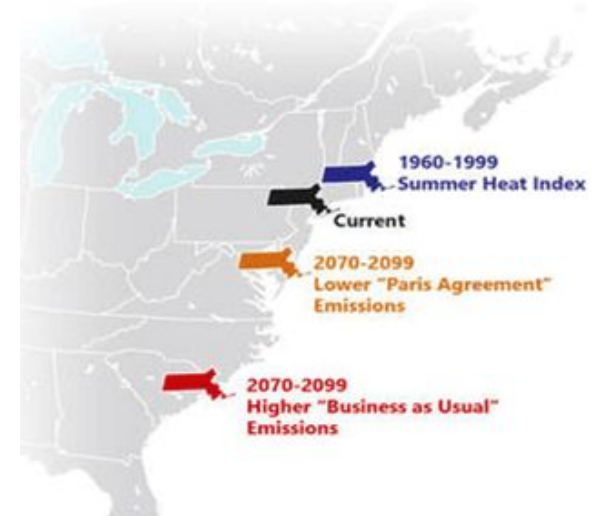 1960-1999
Summer Heat Index
Current
2070-2099
Lower "Paris Agreement"
Emissions
2070-2099
Higher "Business as Usual"
Emissions